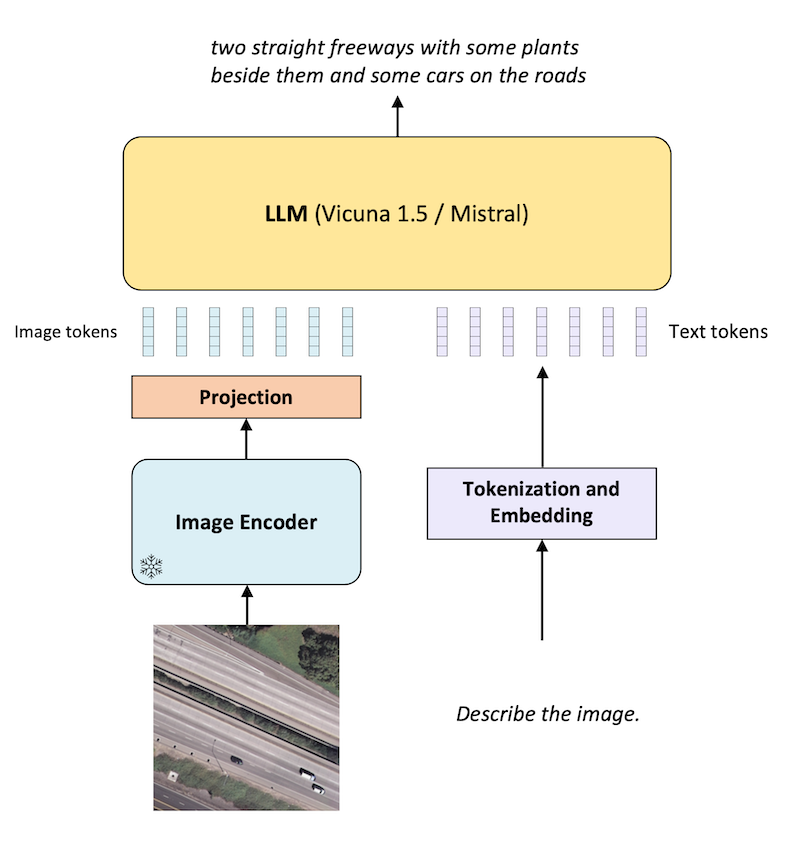 two straight freeways with some plants
beside them and some cars on the roads
LLM (Vicuna 1.5 / Mistral)
Image tokens
Text tokens
Projection
Tokenization and
Embedding
Image Encoder
Describe the image.